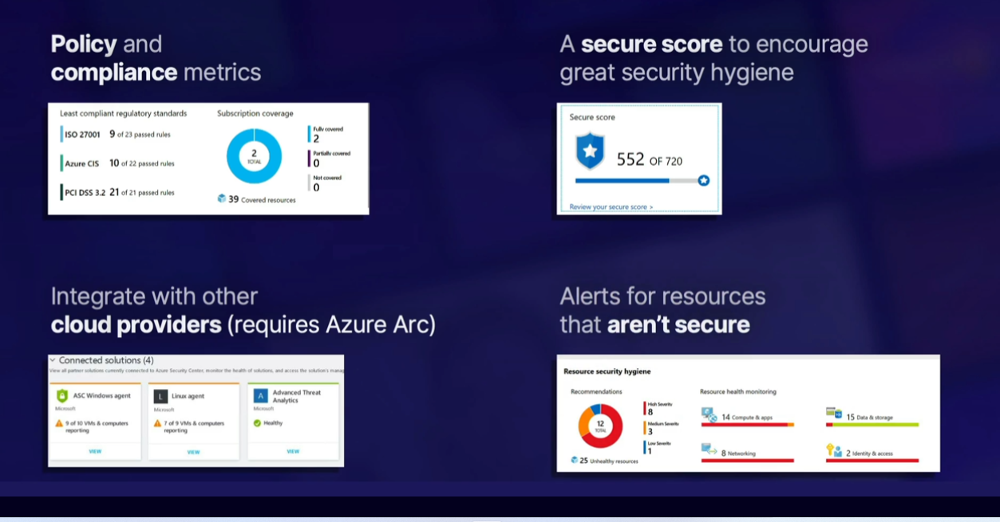 Policy and
compliance metrics
Least compliant regulatory standards
ISO 27001 9 of 23 passed rules
Azure CIS 10 of 22 passed rules
PCI DSS 3.2 21 of 21 passed rules
Subscription coverage
2
TOTAL
Fully covered
2
Partially covered
0
Not covered
0
39 Covered resources
A secure score to encourage
great security hygiene
Secure score
552 OF 720
Review your secure score >
Integrate with other
cloud providers (requires Azure Arc)
Connected solutions (4)
View all partner solutions currently connected to Azure Security Center, monitor the health of solutions, and access the solution's manag
ASC Windows agent
Microsoft
9 of 10 VMs & computers
reporting
VIEW
L
Linux agent
Microsoft
7 of 9 VMs & computers
reporting
VIEW
A
Advanced Threat
Analytics
Microsoft
Healthy
VIEW
Alerts for resources
that aren't secure
Resource security hygiene
Recommendations
12
TOTAL
High Severity
8
Medium Severity
3
Low Severity
1
25 Unhealthy resources
Resource health monitoring
14 Compute & apps
15 Data & storage
8 Networking
2 Identity & access